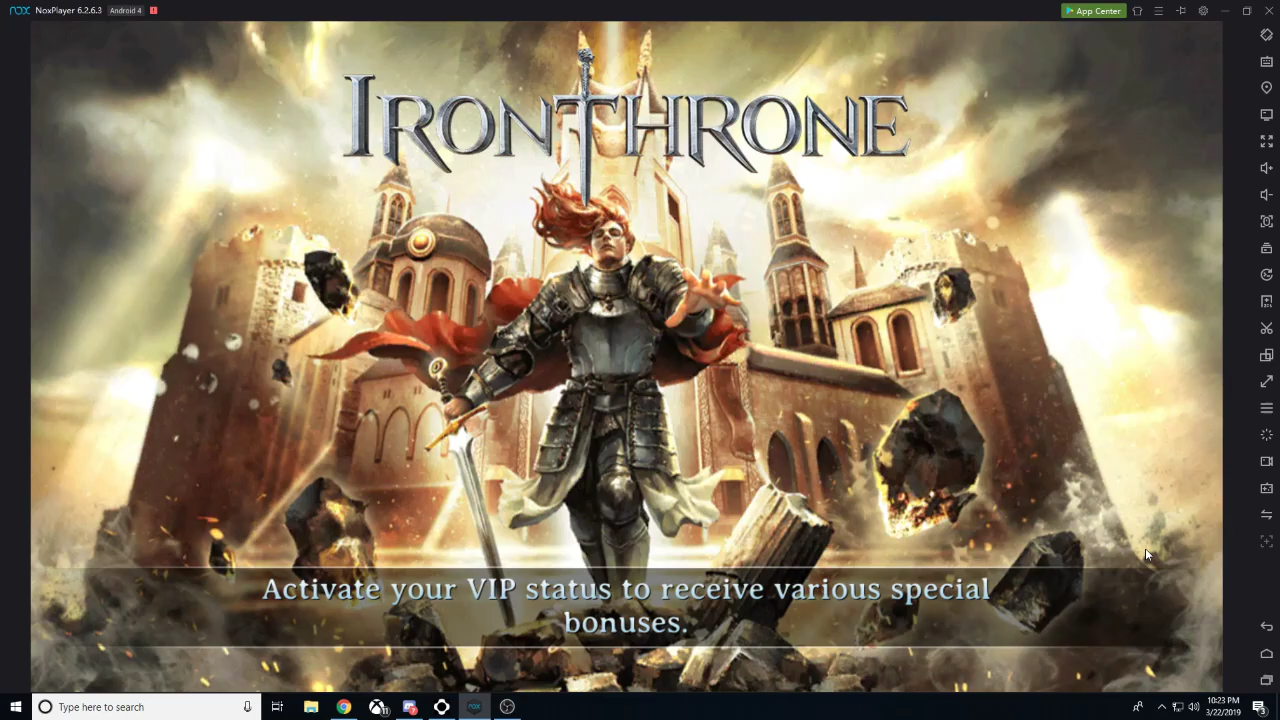 NOX NoxPlayer 6.2.6.3 Android 4
App Center
IRONTHRONE
Activate your VIP status to receive various special
bonuses.
Type here to search
10:23 PM
3/22/2019